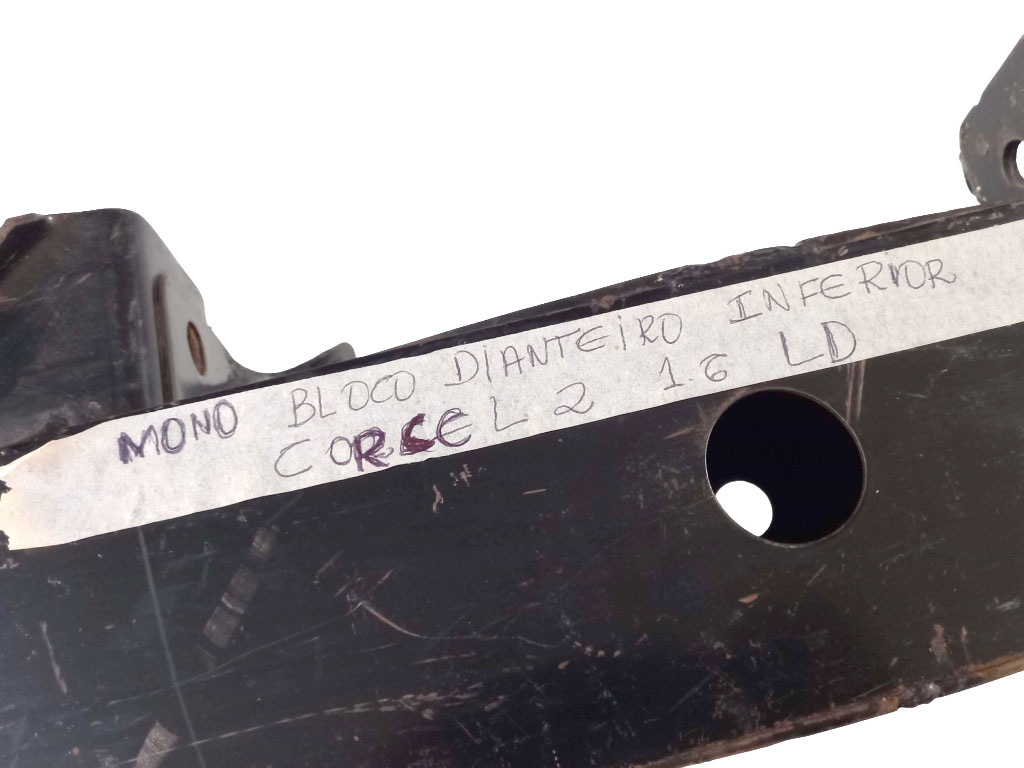 MONO BLOCO DIANTEIRO INFERIOR
CORCEL 2 1.6 LD